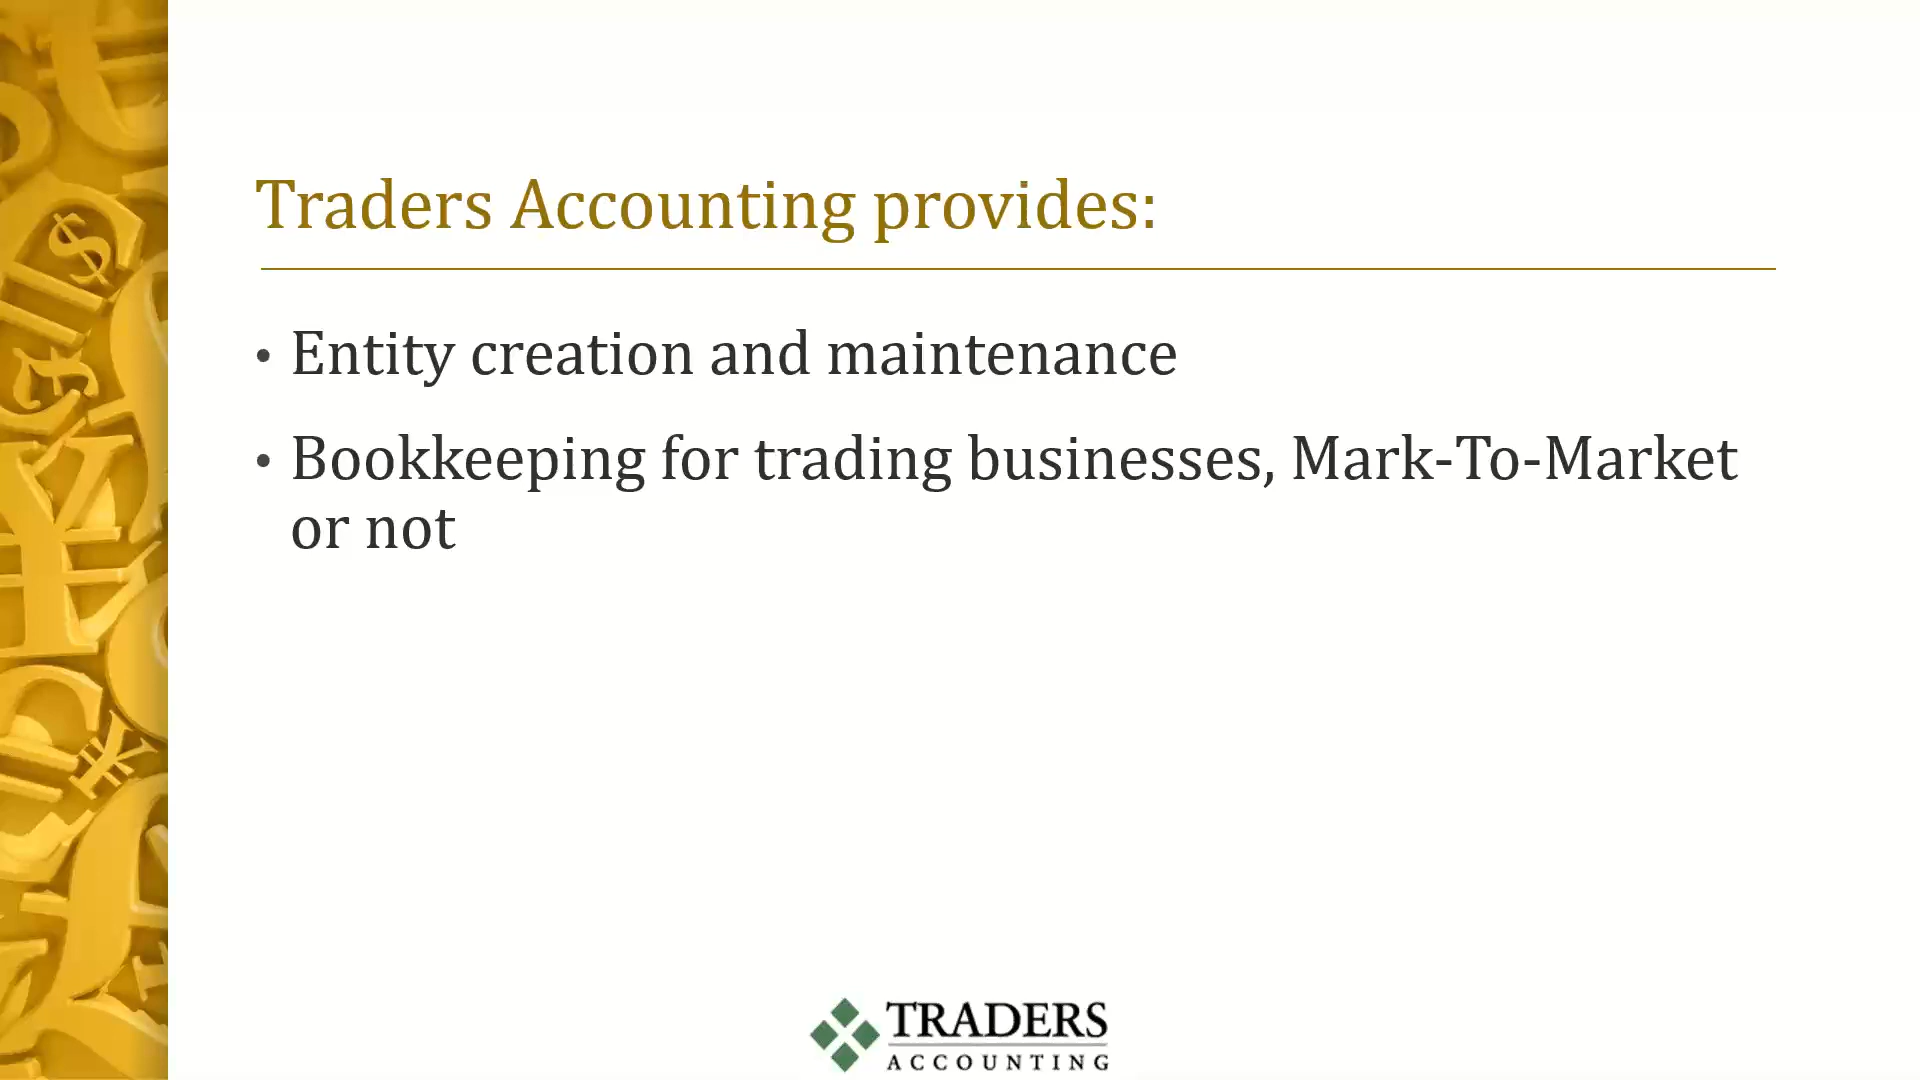 Traders Accounting provides:
• Entity creation and maintenance
• Bookkeeping for trading businesses, Mark-To-Market
or not
TRADERS
ACCOUNTING